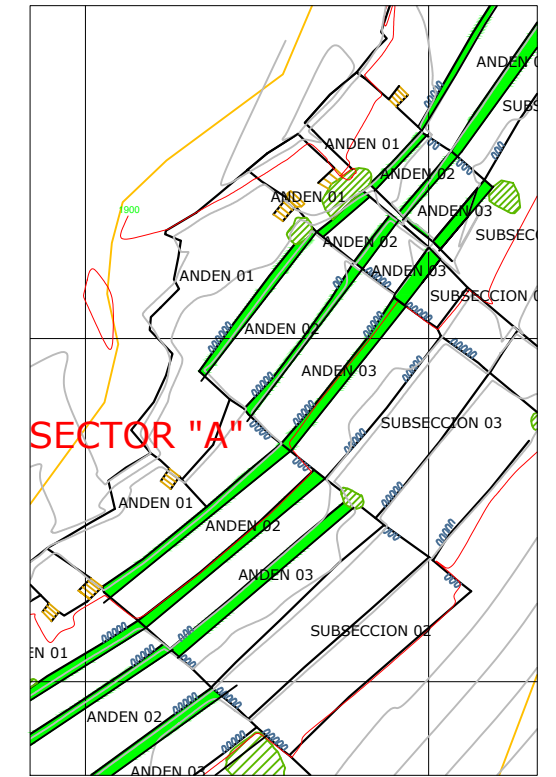 ANDEN 0
SUBS
ANDEN 01
ANDEN 02
ANDEN 01
1900
ANDEN 03
SUBSEC
ANDEN 02
ANDEN 03
ANDEN 01
SUBSECCION 0
ANDEN 02
ANDEN 03
SUBSECCION 03
SECTOR "A"
ANDEN 01
ANDEN 02
ANDEN 03
SUBSECCION 02
EN 01
ANDEN 02
ANDEN 03